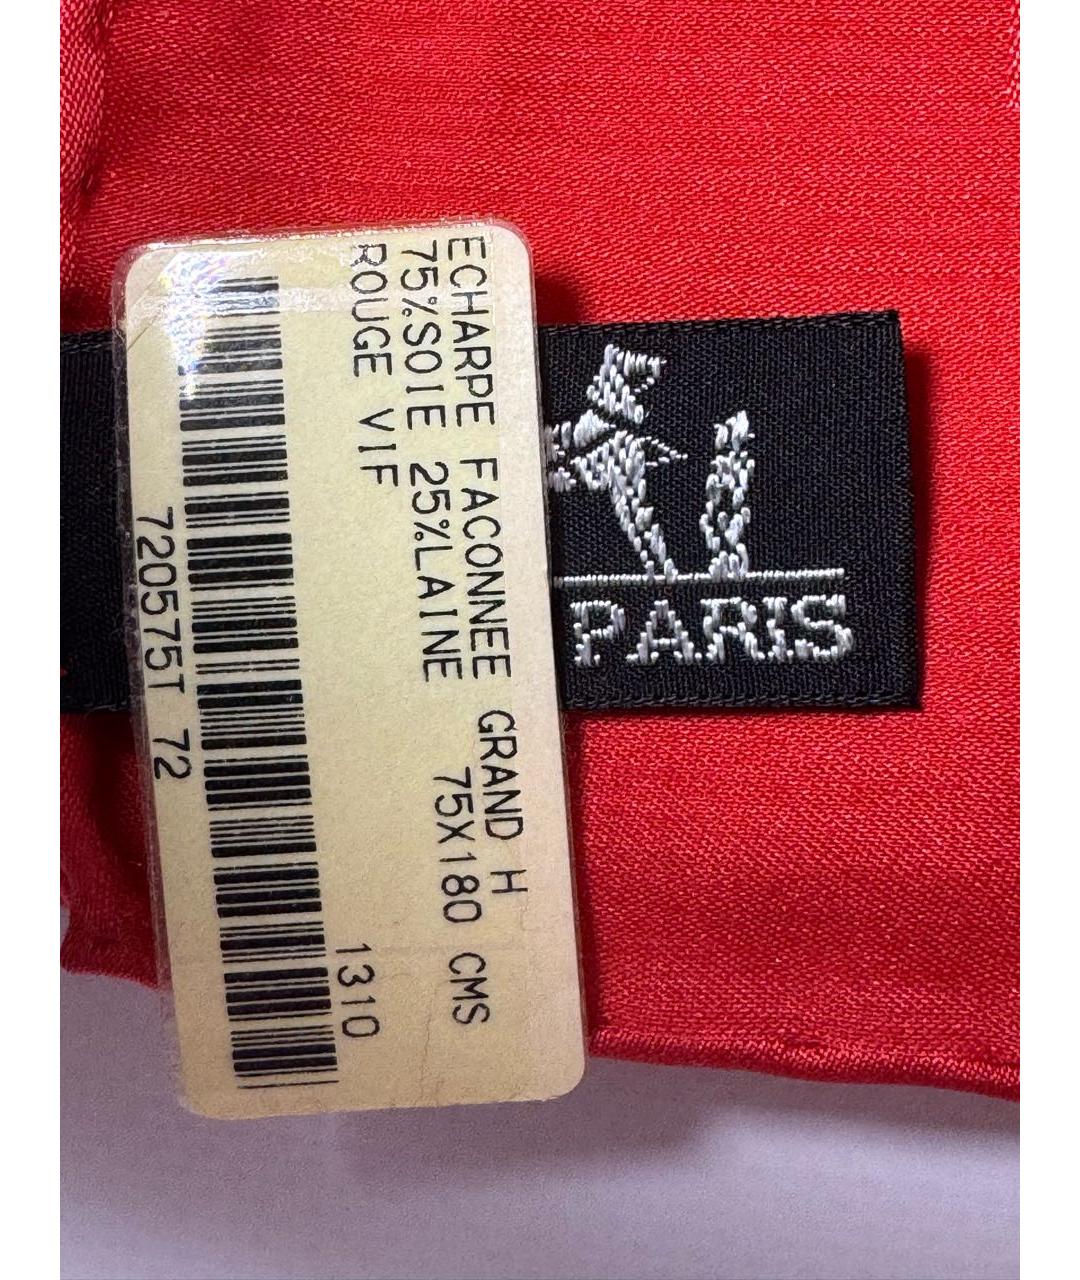 ECHARPE FACONNEE GRAND H
75%SOIE 25%LAINE 75X180 CMS
ROUGE VIF
1310
720575T 72
PARIS